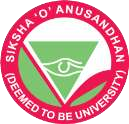 SIKSHA 'O' ANUSANDHAN
(DEEMED TO BE UNIVERSITY)